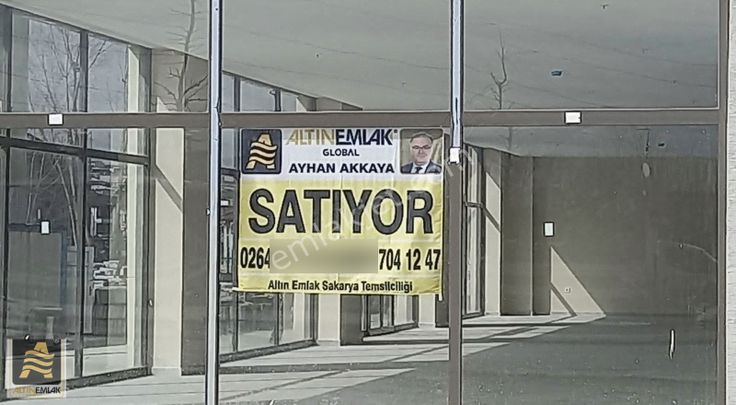 ALTINEMLAK
GLOBAL
AYHAN AKKAYA
SATIYOR
0264 704 12 47
Altın Emlak Sakarya Temsilciliği
ALTINEMLAK